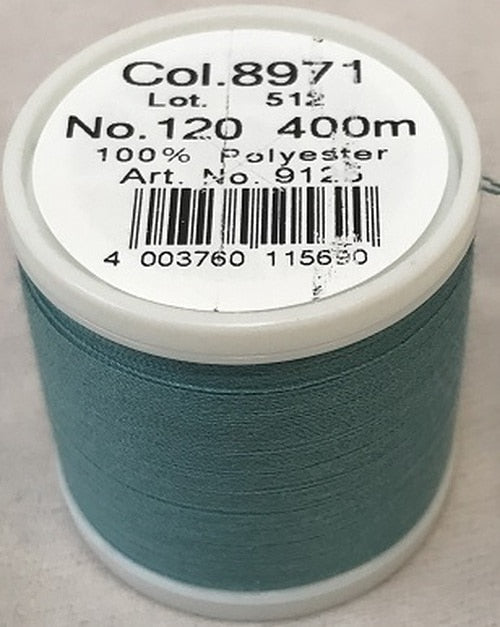 Col.8971
Lot. 512
No.120 400m
100% Polyester
Art. No. 9125
4 003760 115690